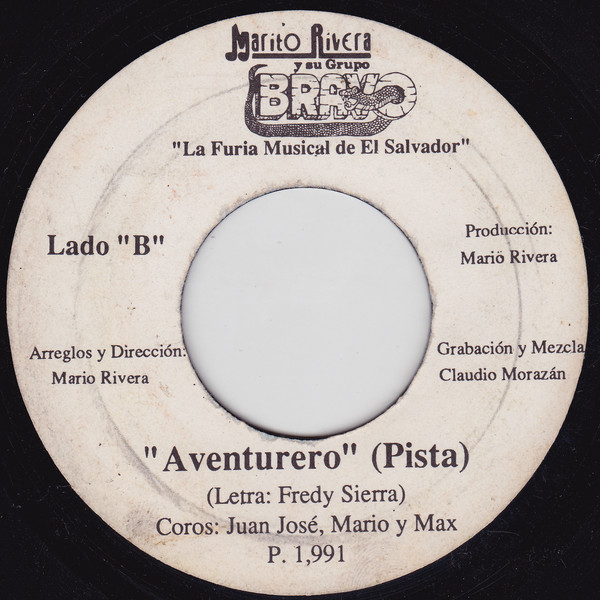 Marito Rivera
y su Grupo
BRAVO
"La Furia Musical de El Salvador"
Lado "B"
Producción:
Mario Rivera
Arreglos y Dirección:
Mario Rivera
Grabación y Mezcla
Claudio Morazán
"Aventurero" (Pista)
(Letra: Fredy Sierra)
Coros: Juan José, Mario y Max
P. 1,991